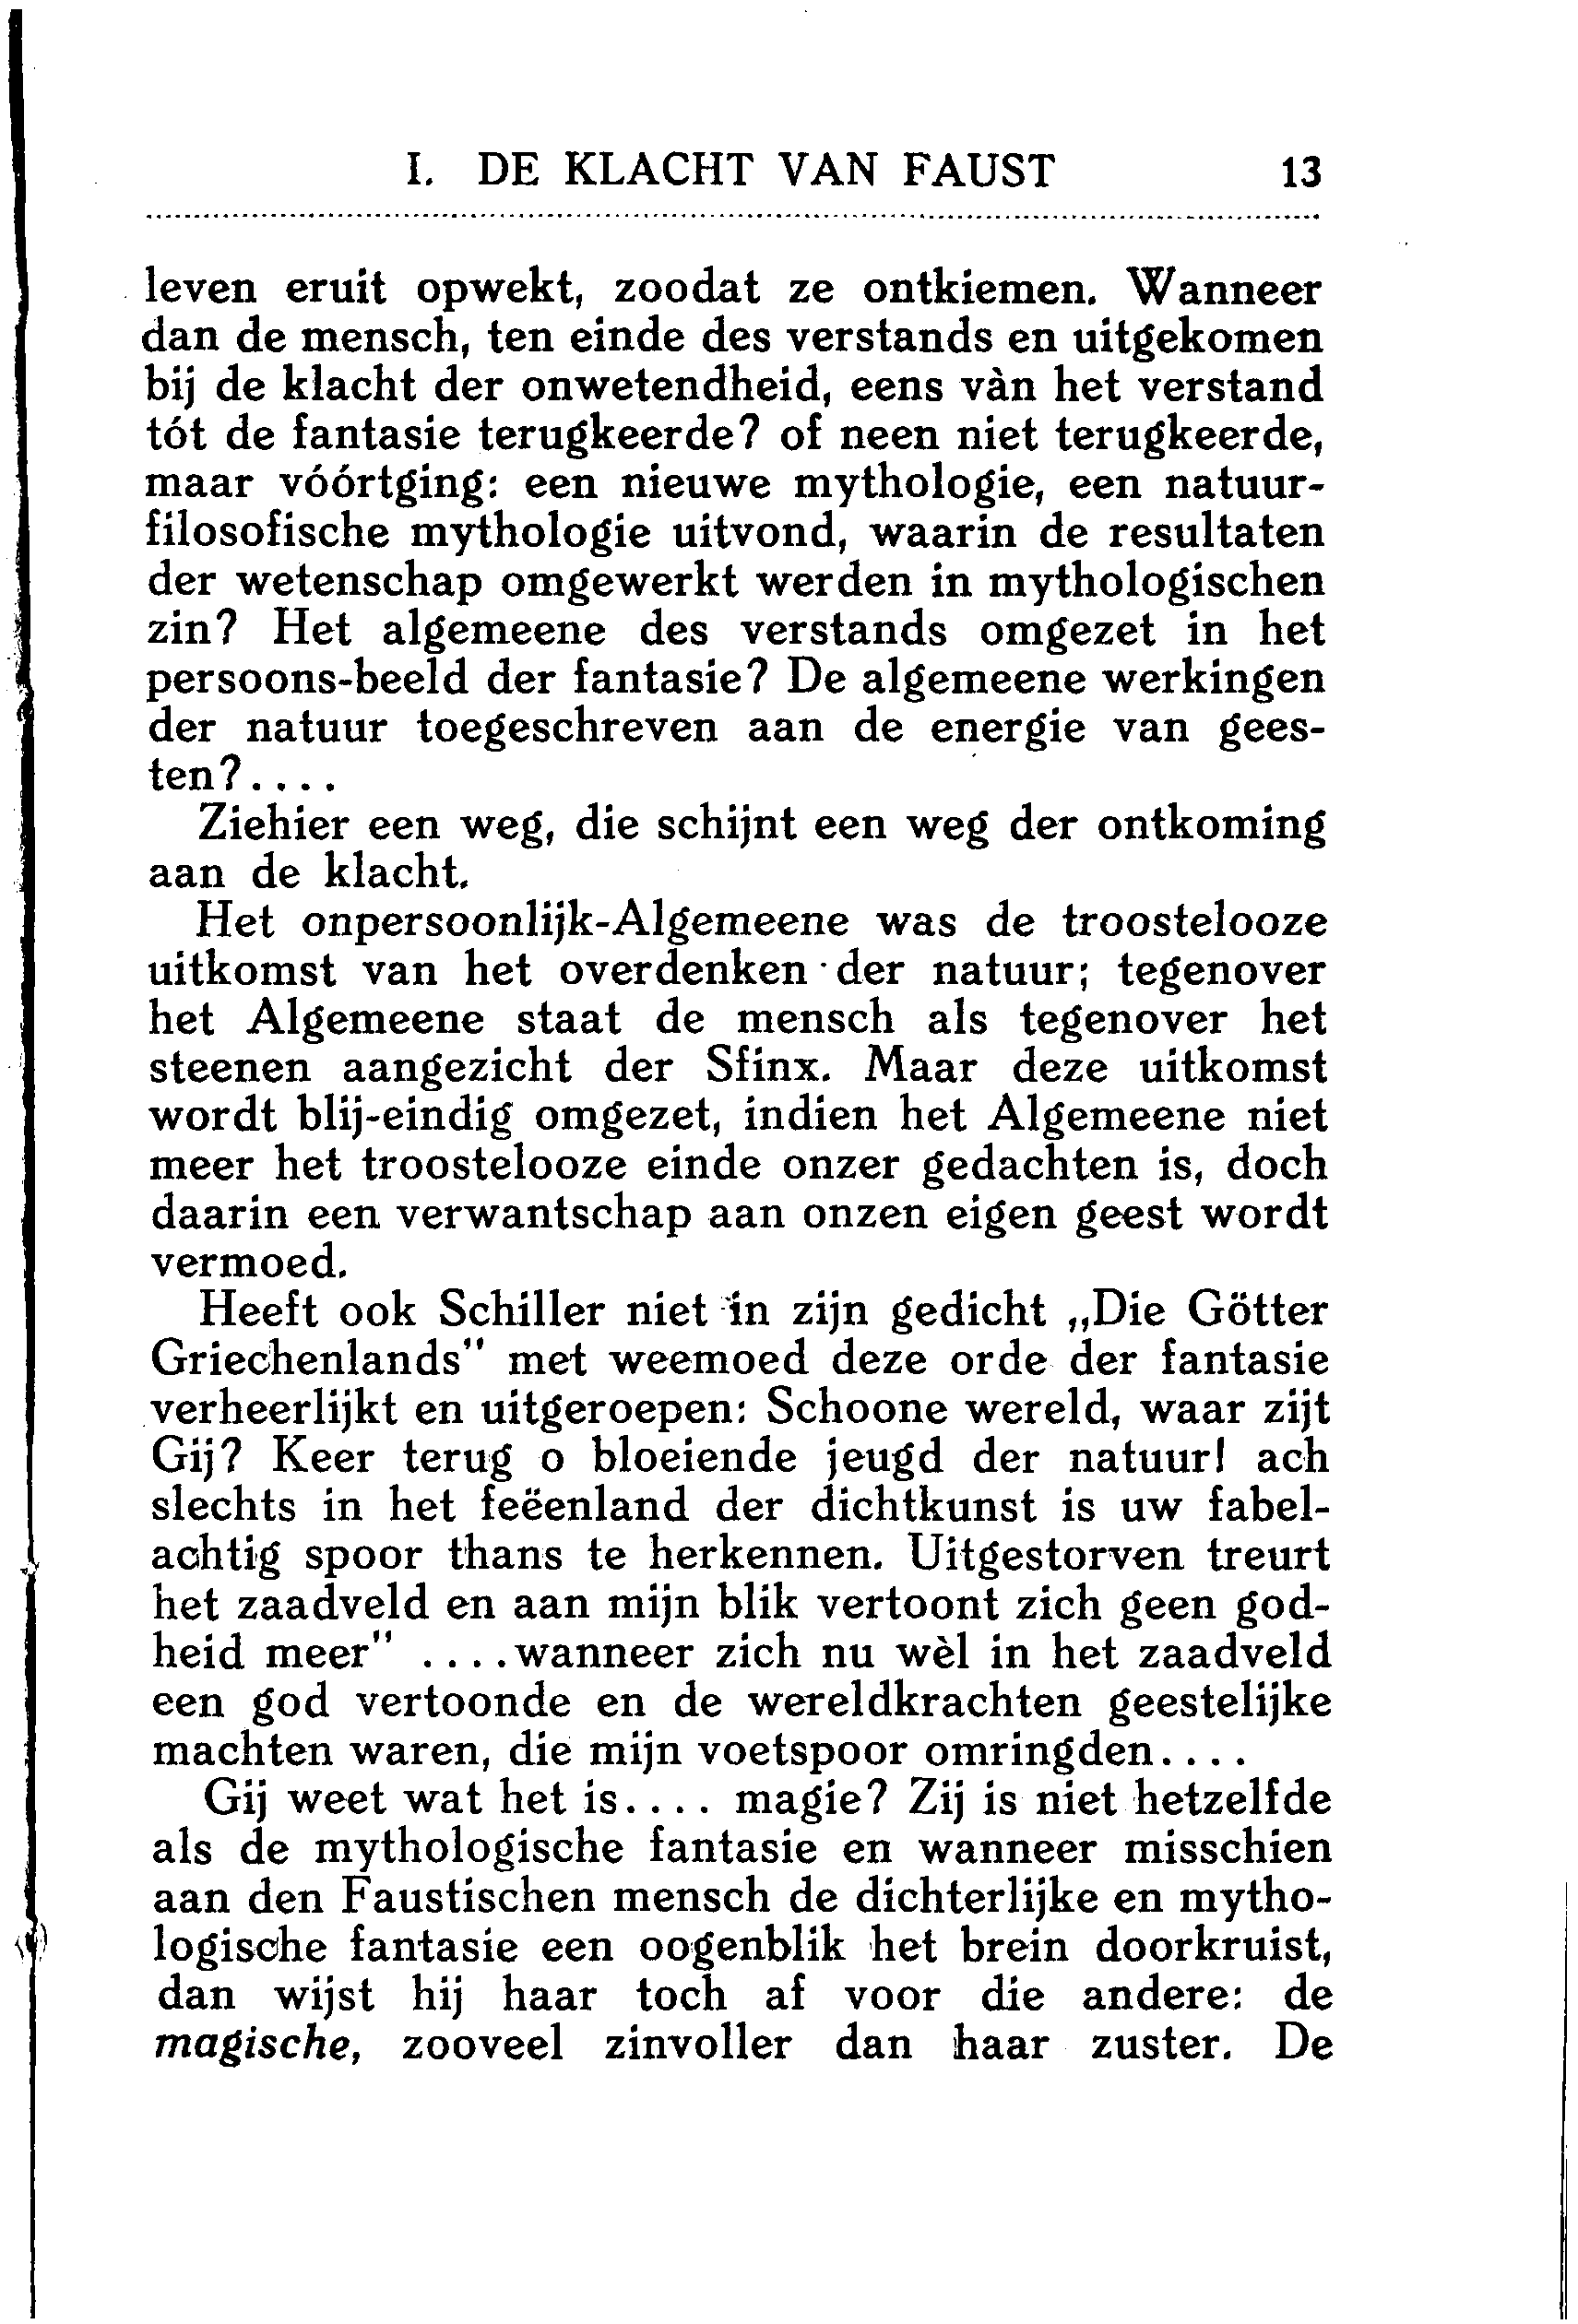 I. DE KLACHT VAN FAUST 13
leven eruit opwekt, zoodat ze ontkiemen. Wanneer
dan de mensch, ten einde des verstands en uitgekomen
bij de klacht der onwetendheid, eens vàn het verstand
tót de fantasie terugkeerde? of neen niet terugkeerde,
maar vóórtging: een nieuwe mythologie, een natuur-
filosofische mythologie uitvond, waarin de resultaten
der wetenschap omgewerkt werden in mythologischen
zin? Het algemeene des verstands omgezet in het
persoons-beeld der fantasie? De algemeene werkingen
der natuur toegeschreven aan de energie van gees-
ten?....
Ziehier een weg, die schijnt een weg der ontkoming
aan de klacht.
Het onpersoonlijk-Algemeene was de troostelooze
uitkomst van het overdenken der natuur; tegenover
het Algemeene staat de mensch als tegenover het
steenen aangezicht der Sfinx. Maar deze uitkomst
wordt blij-eindig omgezet, indien het Algemeene niet
meer het troostelooze einde onzer gedachten is, doch
daarin een verwantschap aan onzen eigen geest wordt
vermoed.
Heeft ook Schiller niet in zijn gedicht „Die Götter
Griechenlands" met weemoed deze orde der fantasie
verheerlijkt en uitgeroepen: Schoone wereld, waar zijt
Gij? Keer terug o bloeiende jeugd der natuur! ach
slechts in het feëenland der dichtkunst is uw fabel-
achtig spoor thans te herkennen. Uitgestorven treurt
het zaadveld en aan mijn blik vertoont zich geen god-
heid meer" ....wanneer zich nu wèl in het zaadveld
een god vertoonde en de wereldkrachten geestelijke
machten waren, die mijn voetspoor omringden....
Gij weet wat het is.... magie? Zij is niet hetzelfde
als de mythologische fantasie en wanneer misschien
aan den Faustischen mensch de dichterlijke en mytho-
logische fantasie een oogenblik het brein doorkruist,
dan wijst hij haar toch af voor die andere: de
magische, zooveel zinvoller dan haar zuster. De